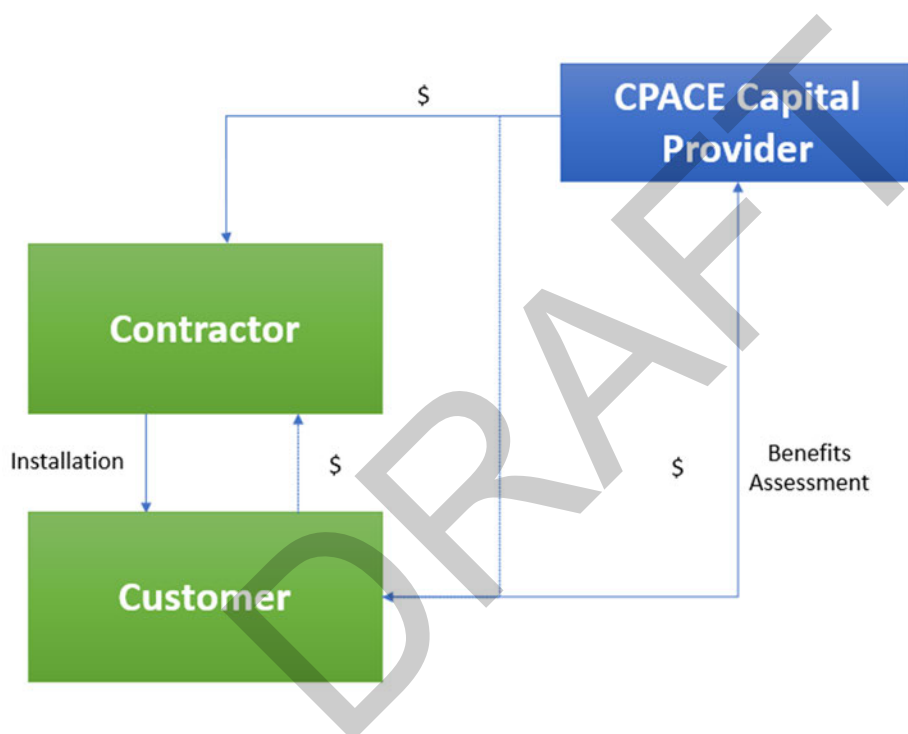 $
CPACE Capital
Provider
Contractor
Installation
$
$
Benefits
Assessment
Customer
DRAFT